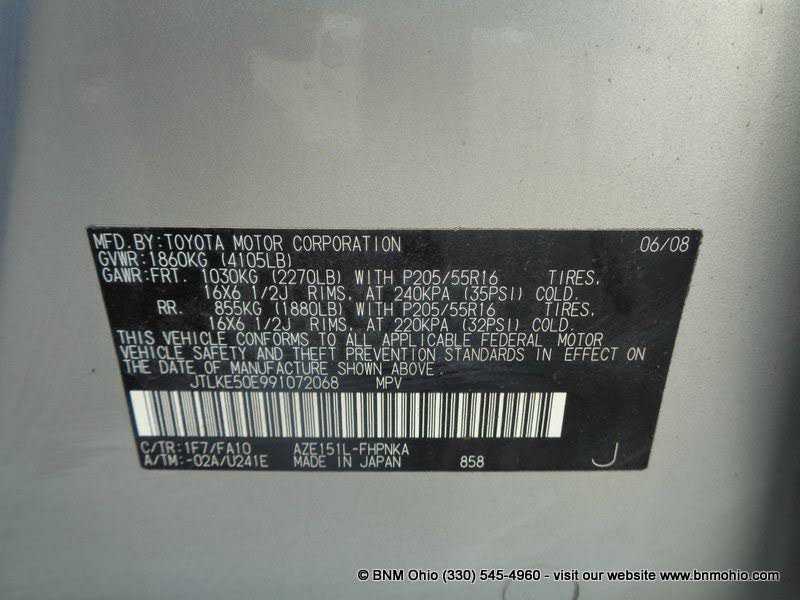 MFD.BY:TOYOTA MOTOR CORPORATION 06/08
GVWR:1860KG (4105LB)
GAWR:FRT. 1030KG (2270LB) WITH P205/55R16 TIRES,
16X6 1/2J RIMS, AT 240KPA (35PSI) COLD.
RR. 855KG (1880LB) WITH P205/55R16 TIRES,
16X6 1/2J RIMS, AT 220KPA (32PSI) COLD.
THIS VEHICLE CONFORMS TO ALL APPLICABLE FEDERAL MOTOR
VEHICLE SAFETY AND THEFT PREVENTION STANDARDS IN EFFECT ON
THE DATE OF MANUFACTURE SHOWN ABOVE.
JTLKE50E991072068 MPV
C/TR:1F7/FA10 AZE151L-FHPNKA
A/TM:-02A/U241E MADE IN JAPAN 858 J
© BNM Ohio (330) 545-4960 - visit our website www.bnmohio.com